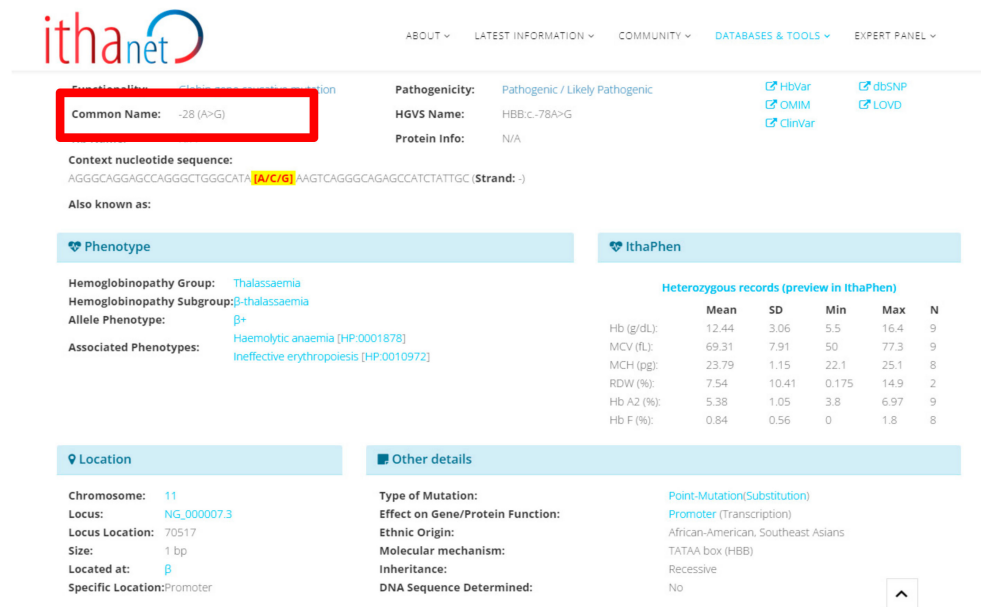 ithanet
ABOUT LATEST INFORMATION COMMUNITY DATABASES & TOOLS EXPERT PANEL
Functionality: Globin gene causative mutation Pathogenicity: Pathogenic / Likely Pathogenic HbVar dbSNP
Common Name: -28 (A>G) HGVS Name: HBB:c.-78A>G OMIM LOVD
ClinVar
Protein Info: N/A
Context nucleotide sequence:
AGGGCAGGAGCCAGGGCTGGGCATA [A/C/G] AAGTCAGGGCAGAGCCATCTATTGC (Strand: -)
Also known as:
Phenotype
Hemoglobinopathy Group: Thalassaemia
Hemoglobinopathy Subgroup: β-thalassaemia
Allele Phenotype: β+
Associated Phenotypes: Haemolytic anaemia [HP:0001878]
Ineffective erythropoiesis [HP:0010972]
IthaPhen
Heterozygous records (preview in IthaPhen)
Mean SD Min Max N
Hb (g/dL): 12.44 3.06 5.5 16.4 9
MCV (fL): 69.31 7.91 50 77.3 9
MCH (pg): 23.79 1.15 22.1 25.1 8
RDW (%): 7.54 10.41 0.175 14.9 2
Hb A2 (%): 5.38 1.05 3.8 6.97 9
Hb F (%): 0.84 0.56 0 1.8 8
Location
Chromosome: 11
Locus: NG_000007.3
Locus Location: 70517
Size: 1 bp
Located at: β
Specific Location: Promoter
Other details
Type of Mutation: Point-Mutation(Substitution)
Effect on Gene/Protein Function: Promoter (Transcription)
Ethnic Origin: African-American, Southeast Asians
Molecular mechanism: TATAA box (HBB)
Inheritance: Recessive
DNA Sequence Determined: No